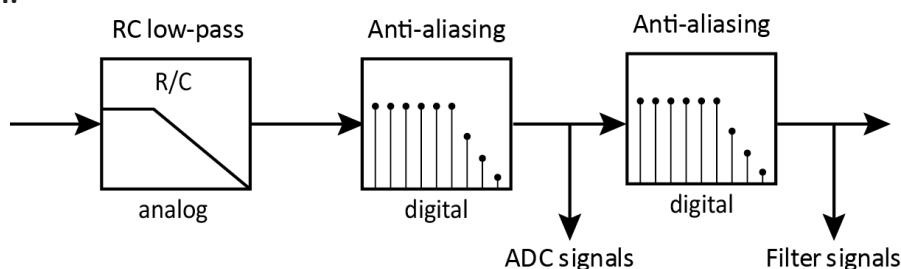 RC low-pass
Anti-aliasing
Anti-aliasing
R/C
analog
digital
digital
ADC signals
Filter signals